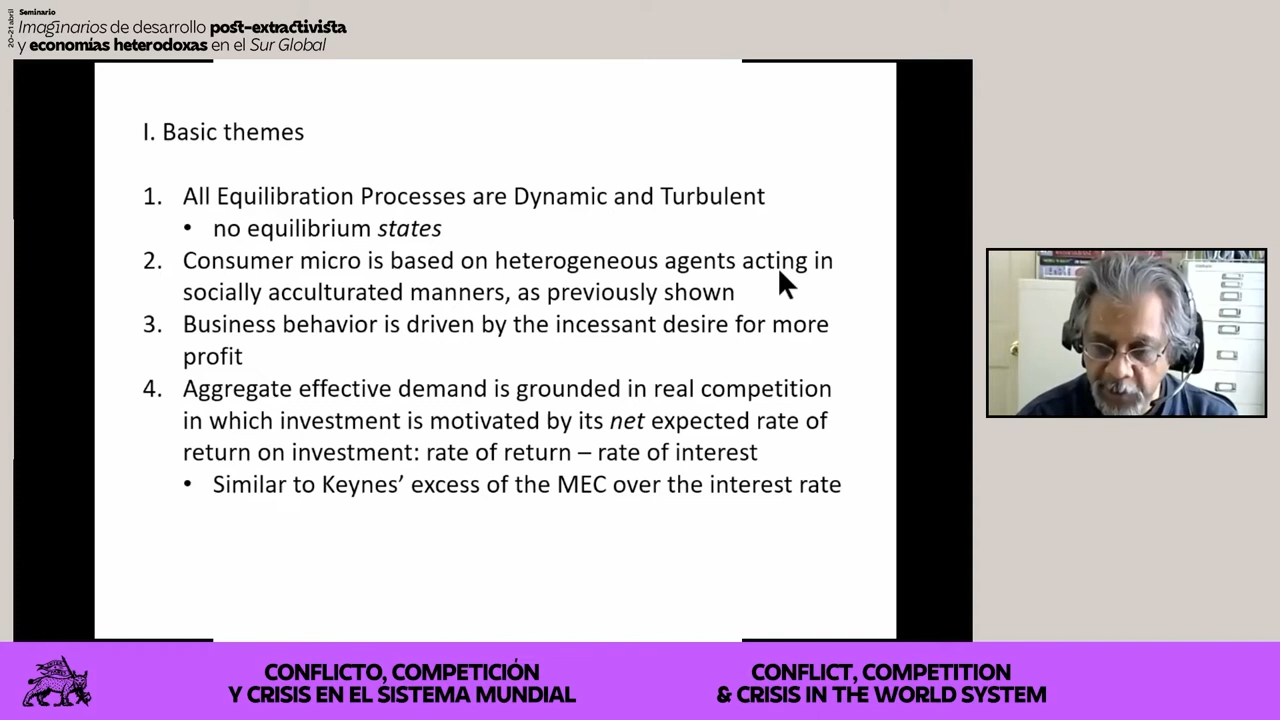 20-21 abril
Seminario
Imaginarios de desarrollo post-extractivista
y economías heterodoxas en el Sur Global
I. Basic themes
1. All Equilibration Processes are Dynamic and Turbulent
• no equilibrium states
2. Consumer micro is based on heterogeneous agents acting in
socially acculturated manners, as previously shown
3. Business behavior is driven by the incessant desire for more
profit
4. Aggregate effective demand is grounded in real competition
in which investment is motivated by its net expected rate of
return on investment: rate of return – rate of interest
• Similar to Keynes’ excess of the MEC over the interest rate
CONFLICTO, COMPETICIÓN
Y CRISIS EN EL SISTEMA MUNDIAL
CONFLICT, COMPETITION
& CRISIS IN THE WORLD SYSTEM